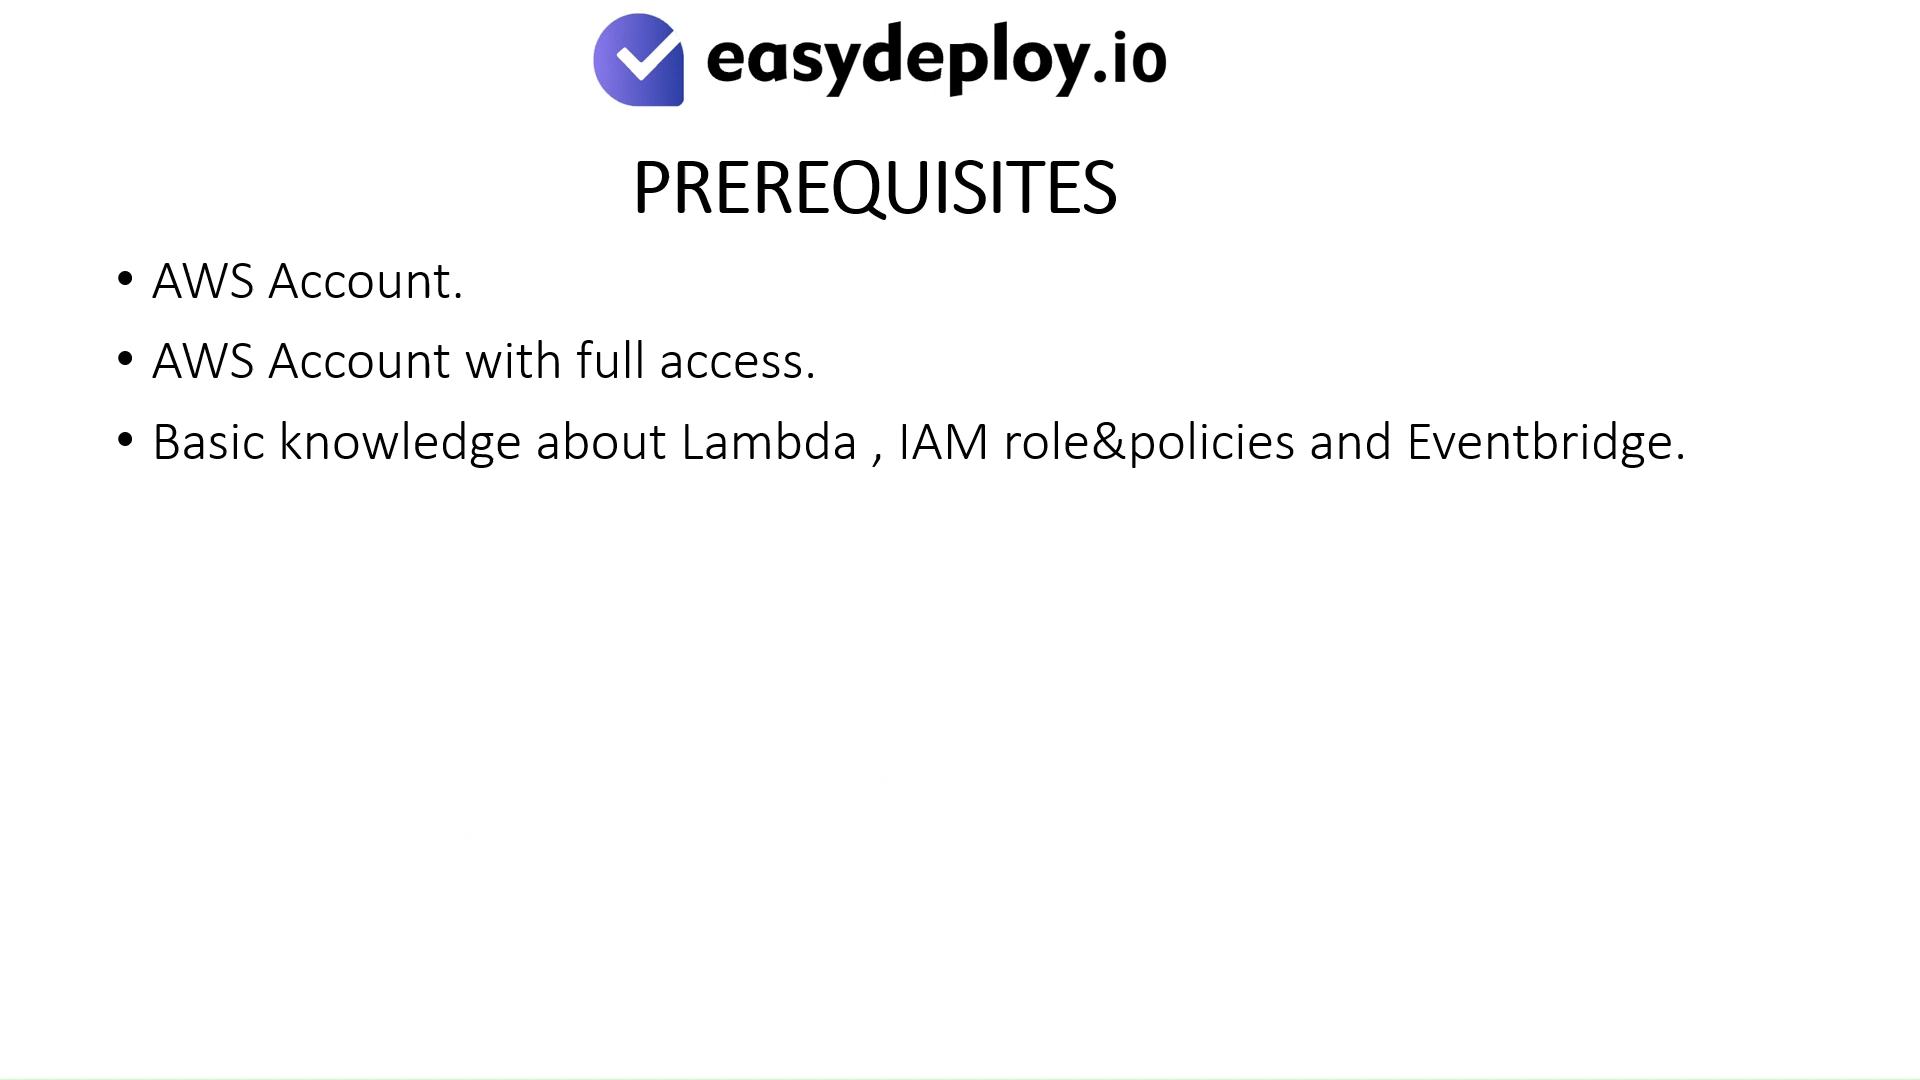 easydeploy.io
PREREQUISITES
• AWS Account.
• AWS Account with full access.
• Basic knowledge about Lambda , IAM role&policies and Eventbridge.